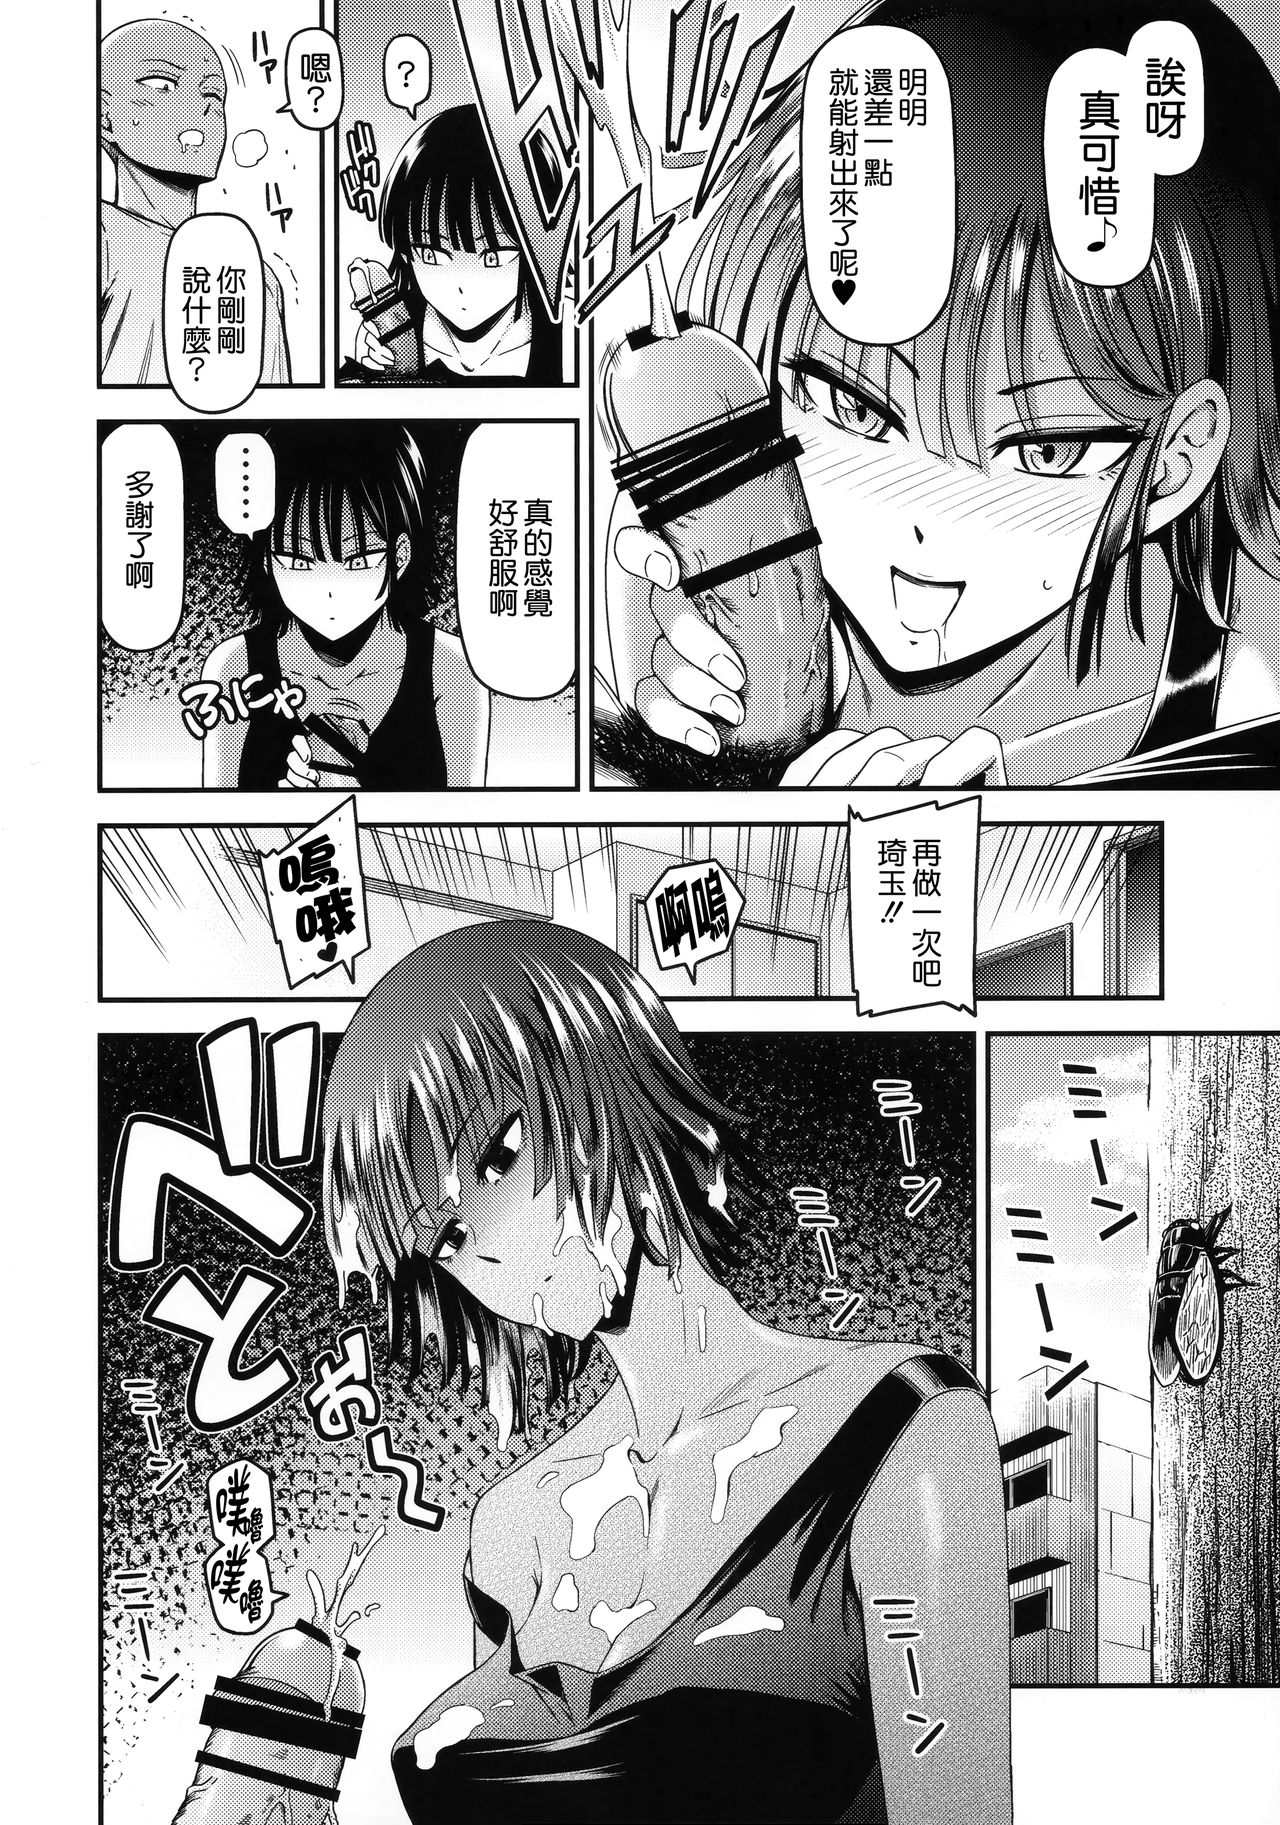 誒呀
真可惜♪
明明
還差一點
就能射出來了呢♥
?
嗯?
ハァ
ハァ
你剛剛
說什麼?
真的感覺
好舒服啊
………
多謝了啊
ふにゃ
再做一次吧
琦玉!!
啊嗚
嗚哦♥
ミーン
ミーン
ミーン
ミーン
ベと
お〜
ミーン
ミーン
噗嚕
噗嚕